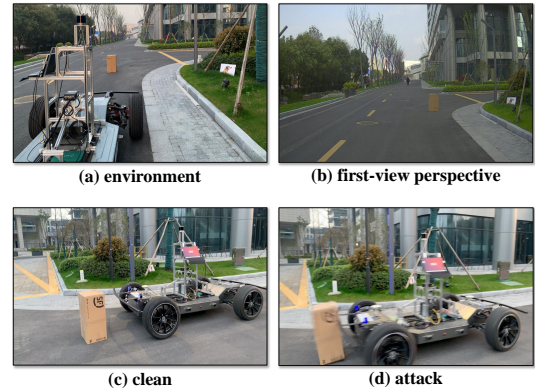 (a) environment
(b) first-view perspective
(c) clean
(d) attack